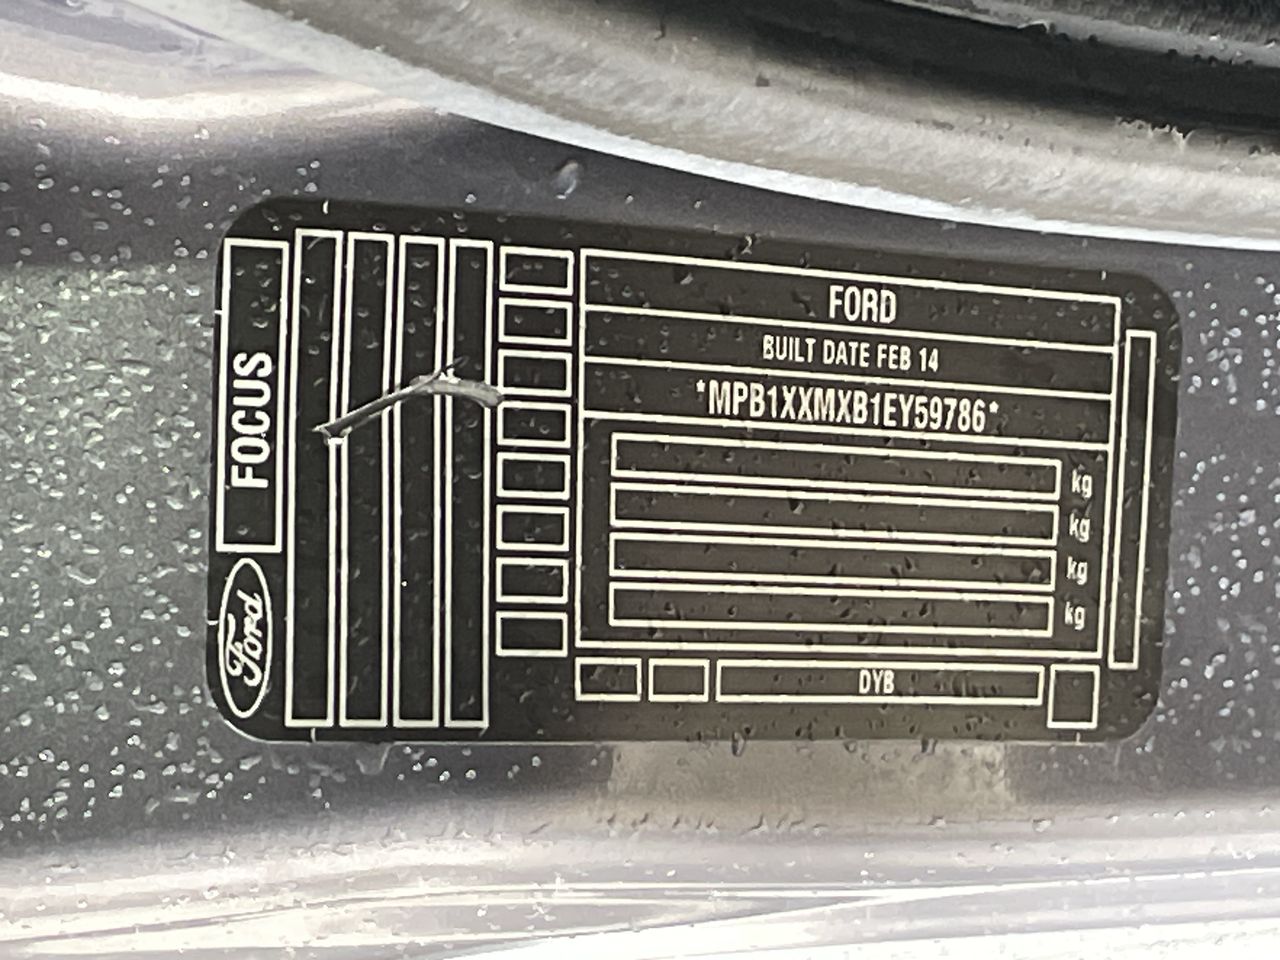 FORD
BUILT DATE FEB 14
*MPB1XXMXB1EY59786*
kg
kg
kg
kg
DYB
FOCUS
Ford